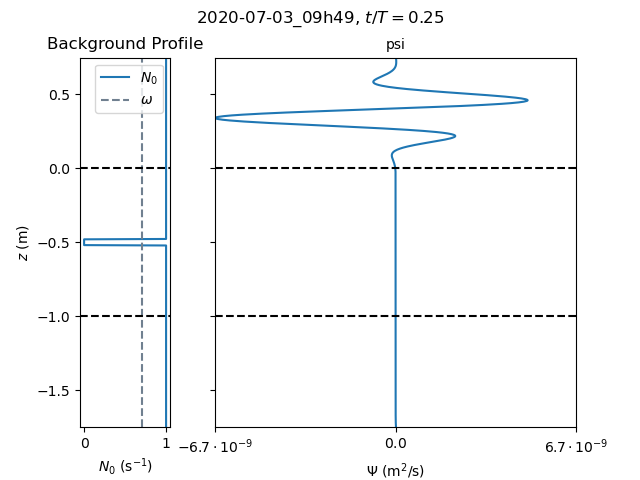 2020-07-03_09h49, t/T = 0.25
Background Profile
psi
N₀
ω
0.5
0.0
−0.5
−1.0
−1.5
z (m)
0
1
N₀ (s⁻¹)
−6.7 · 10⁻⁹
0.0
6.7 · 10⁻⁹
Ψ (m²/s)